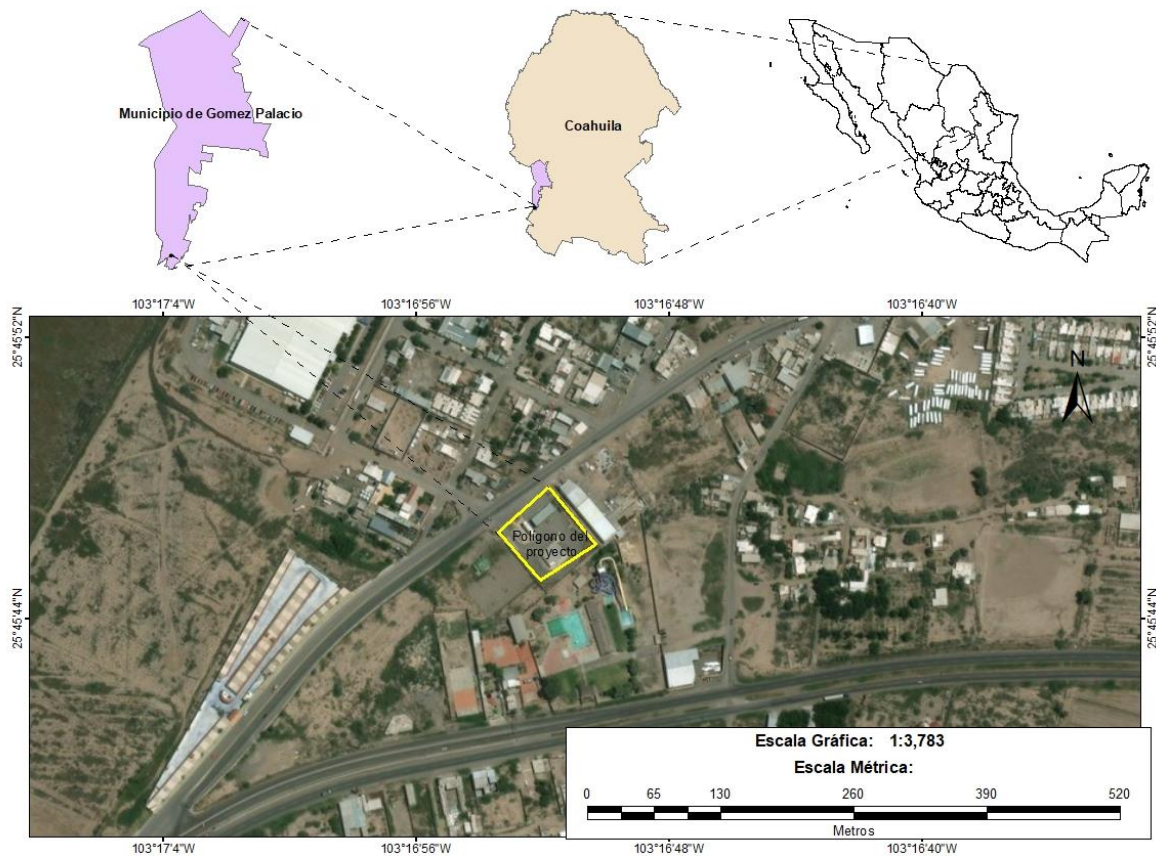 Municipio de Gomez Palacio
Coahuila
103°17'4"W
103°16'56"W
103°16'48"W
103°16'40"W
25°45'52"N
25°45'52"N
N
Poligono del
proyecto
25°45'44"N
25°45'44"N
Escala Gráfica: 1:3,783
Escala Métrica:
0 65 130 260 390 520
Metros
103°17'4"W
103°16'56"W
103°16'48"W
103°16'40"W